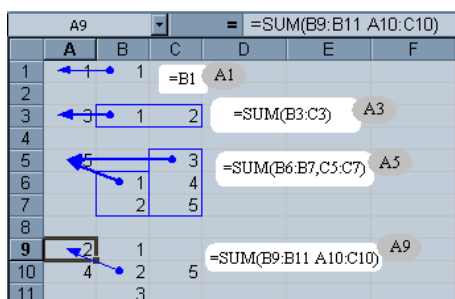 A9 = =SUM(B9:B11 A10:C10)
A B C D E F
1 1 1 =B1 A1
2
3 3 1 2 =SUM(B3:C3) A3
4
5 15 3 =SUM(B6:B7,C5:C7) A5
6 1 4
7 2 5
8
9 2 1 =SUM(B9:B11 A10:C10) A9
10 4 2 5
11 3